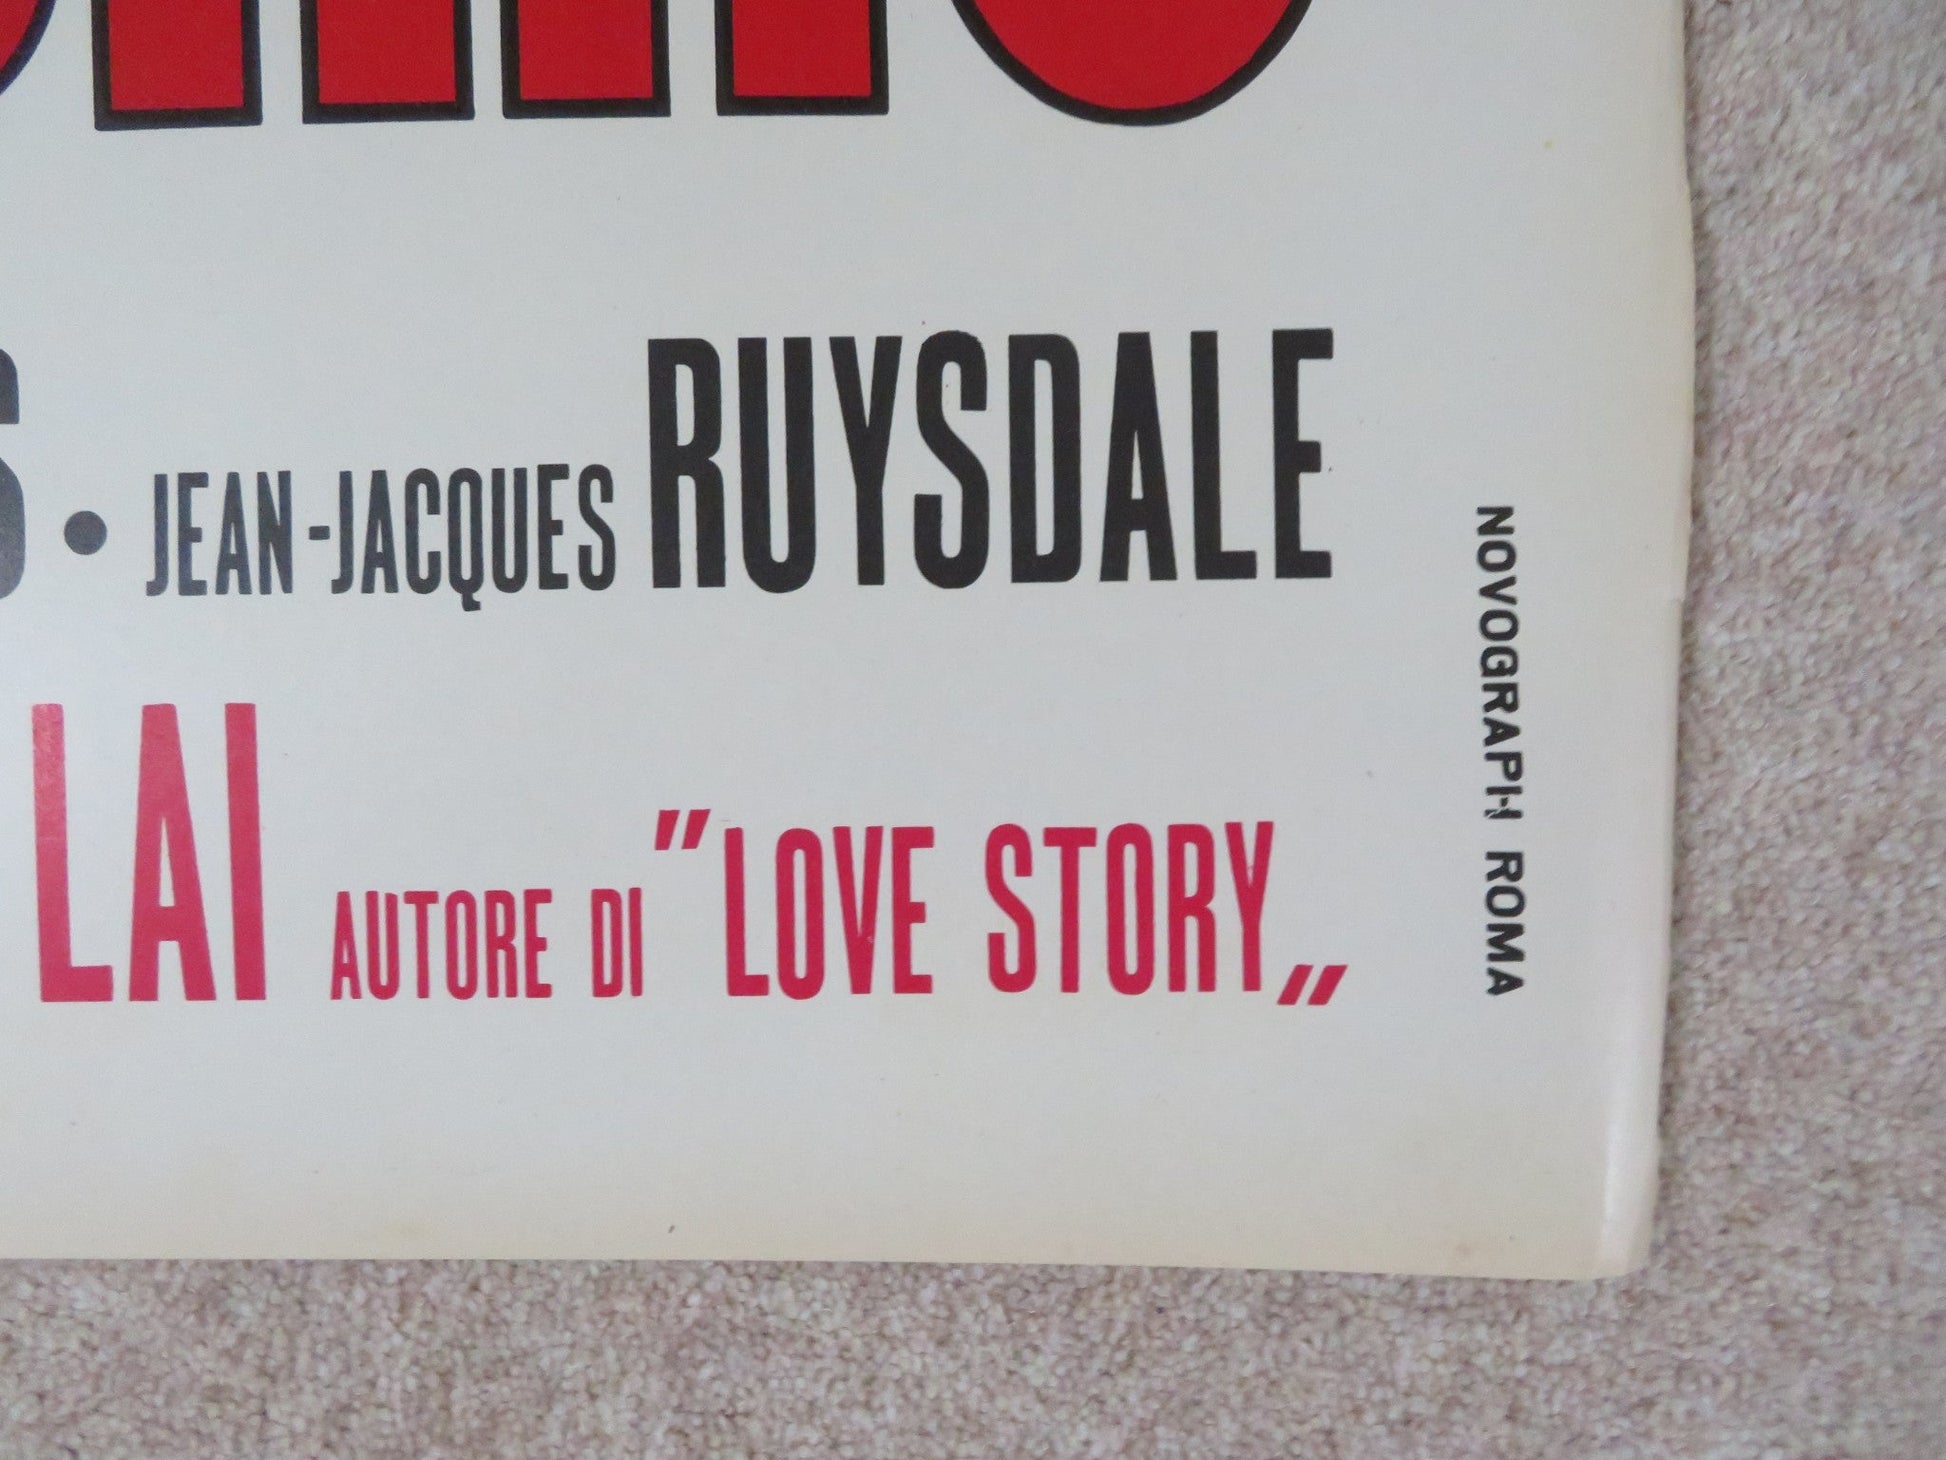 S • JEAN-JACQUES RUYSDALE
LAI AUTORE DI "LOVE STORY„
NOVOGRAPH ROMA